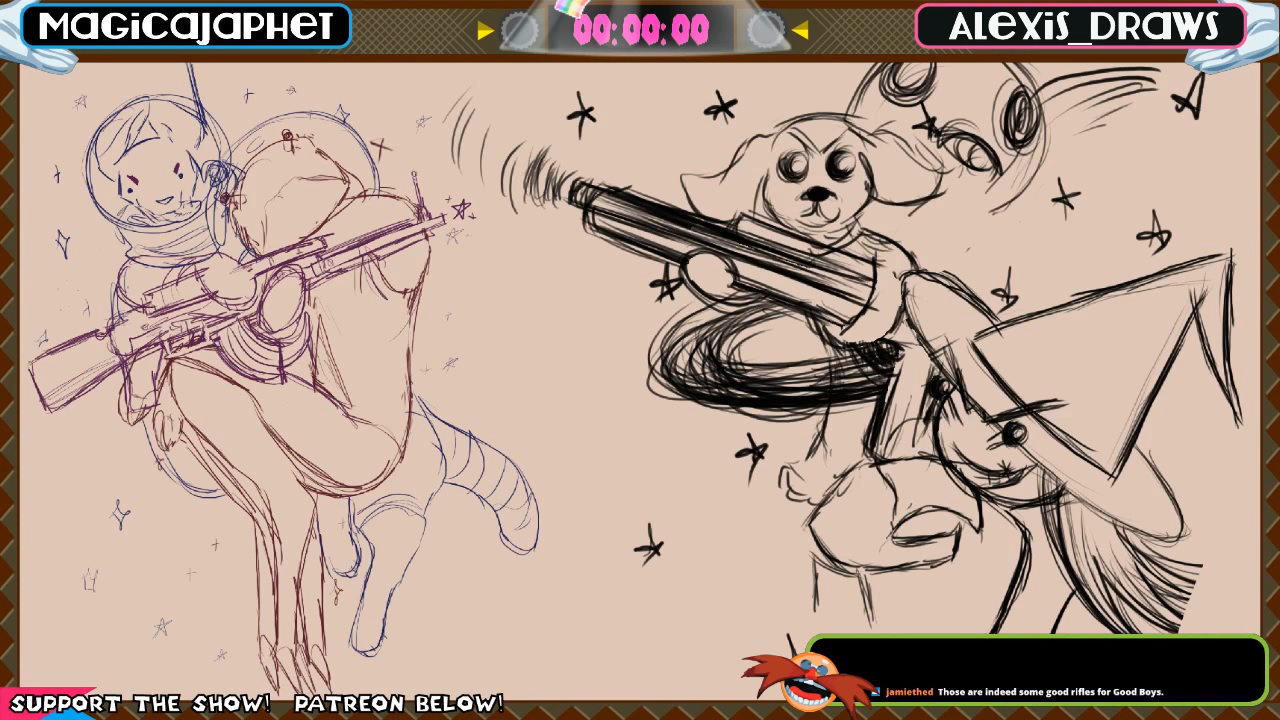 MAGICAJAPHET
00:00:00
ALEXIS_DRAWS
jamiethed Those are indeed some good rifles for Good Boys.
SUPPORT THE SHOW! PATREON BELOW!